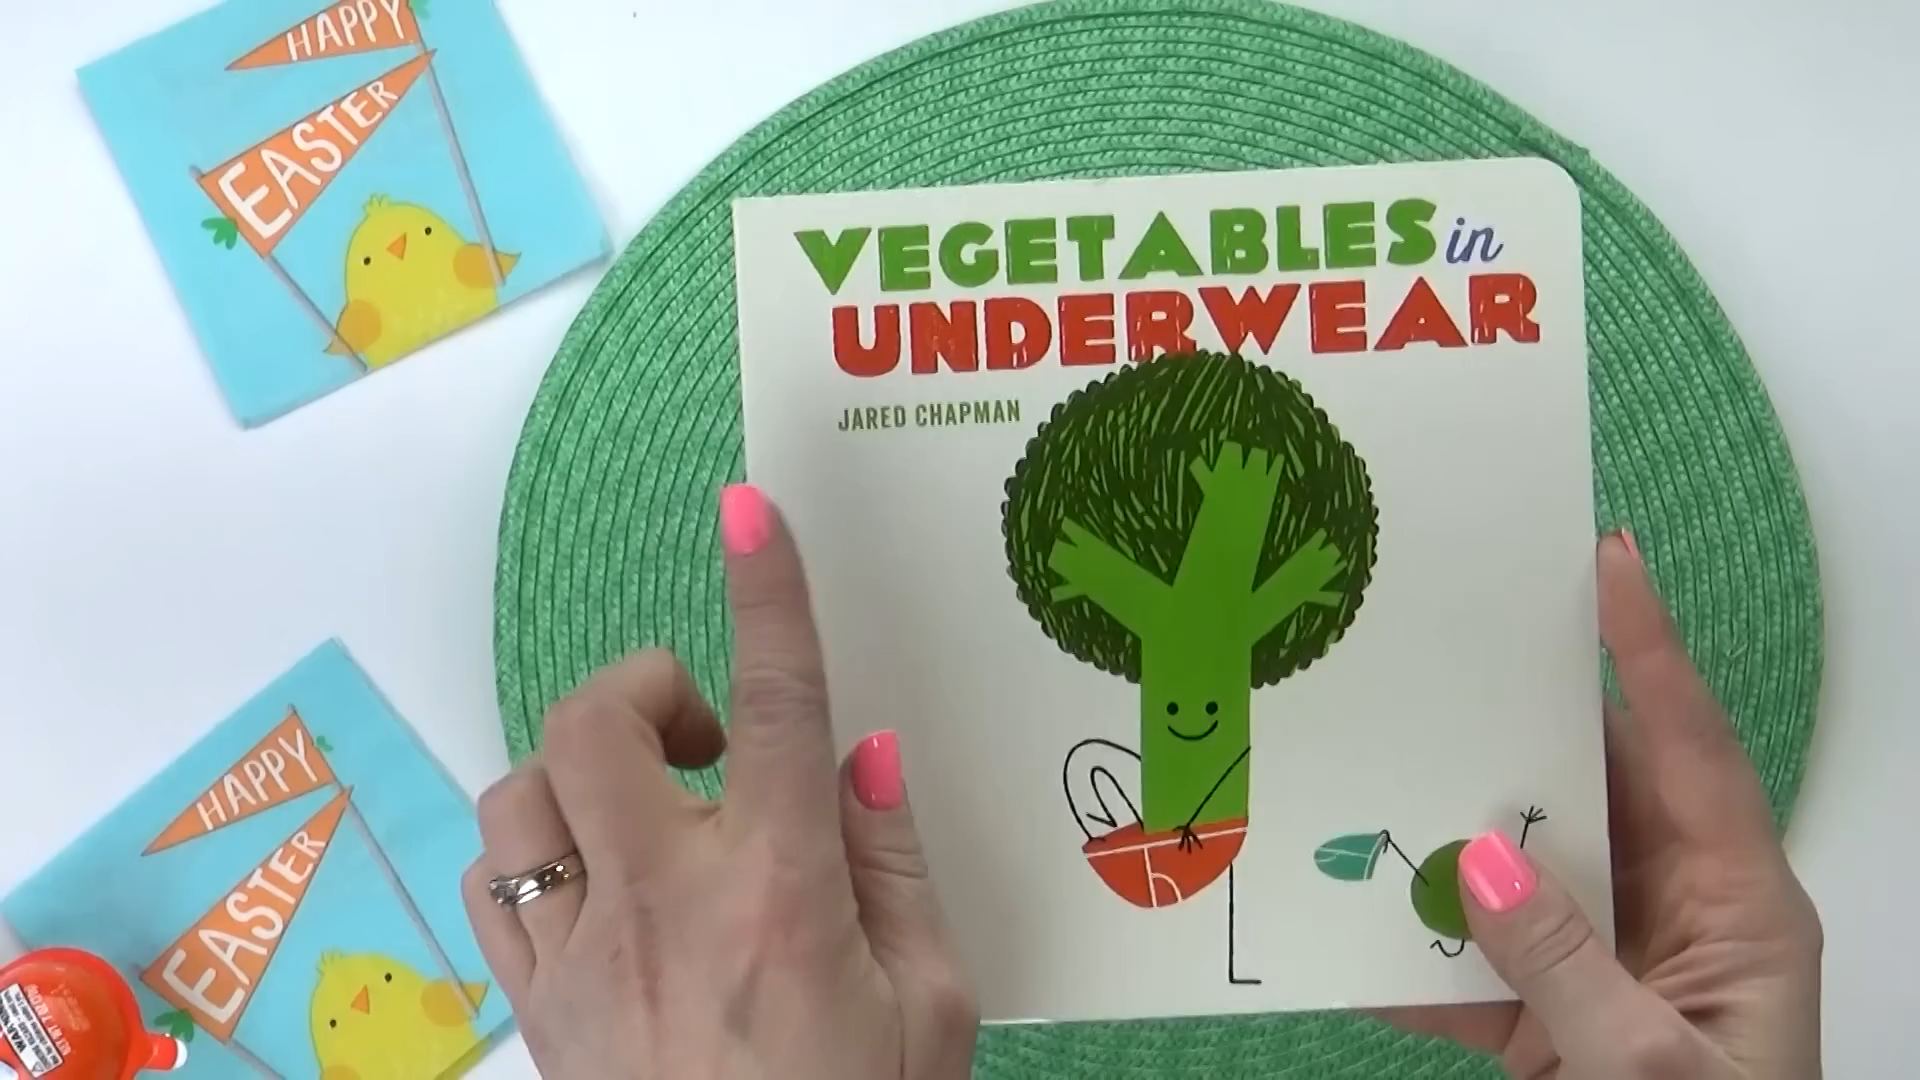 HAPPY
EASTER
VEGETABLES in
UNDERWEAR
JARED CHAPMAN
HAPPY
EASTER